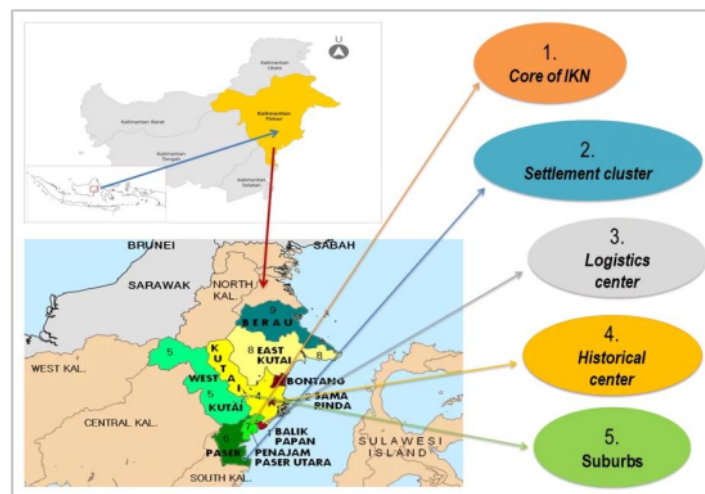 U
Kalimantan
Utara
Kalimantan
Timur
Kalimantan Barat
Kalimantan
Tengah
Kalimantan
Selatan
1.
Core of IKN
2.
Settlement cluster
3.
Logistics
center
4.
Historical
center
5.
Suburbs
BRUNEI
SABAH
SARAWAK
NORTH
KAL.
9
BERAU
KUTAI
8
EAST
KUTAI
8
5
WEST
KUTAI
5
WEST KAL.
BONTANG
4
SAMA
RINDA
CENTRAL KAL.
7
1
BALIK
PAPAN
6
PASER
PENAJAM
PASER UTARA
SOUTH KAL.
SULAWESI
ISLAND